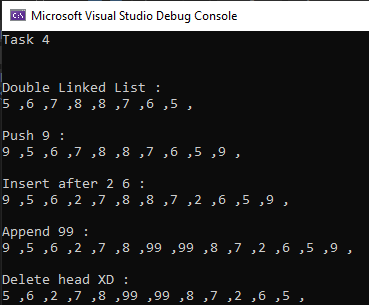 Microsoft Visual Studio Debug Console
Task 4
Double Linked List :
5 ,6 ,7 ,8 ,8 ,7 ,6 ,5 ,
Push 9 :
9 ,5 ,6 ,7 ,8 ,8 ,7 ,6 ,5 ,9 ,
Insert after 2 6 :
9 ,5 ,6 ,2 ,7 ,8 ,8 ,7 ,2 ,6 ,5 ,9 ,
Append 99 :
9 ,5 ,6 ,2 ,7 ,8 ,99 ,99 ,8 ,7 ,2 ,6 ,5 ,9 ,
Delete head XD :
5 ,6 ,2 ,7 ,8 ,99 ,99 ,8 ,7 ,2 ,6 ,5 ,